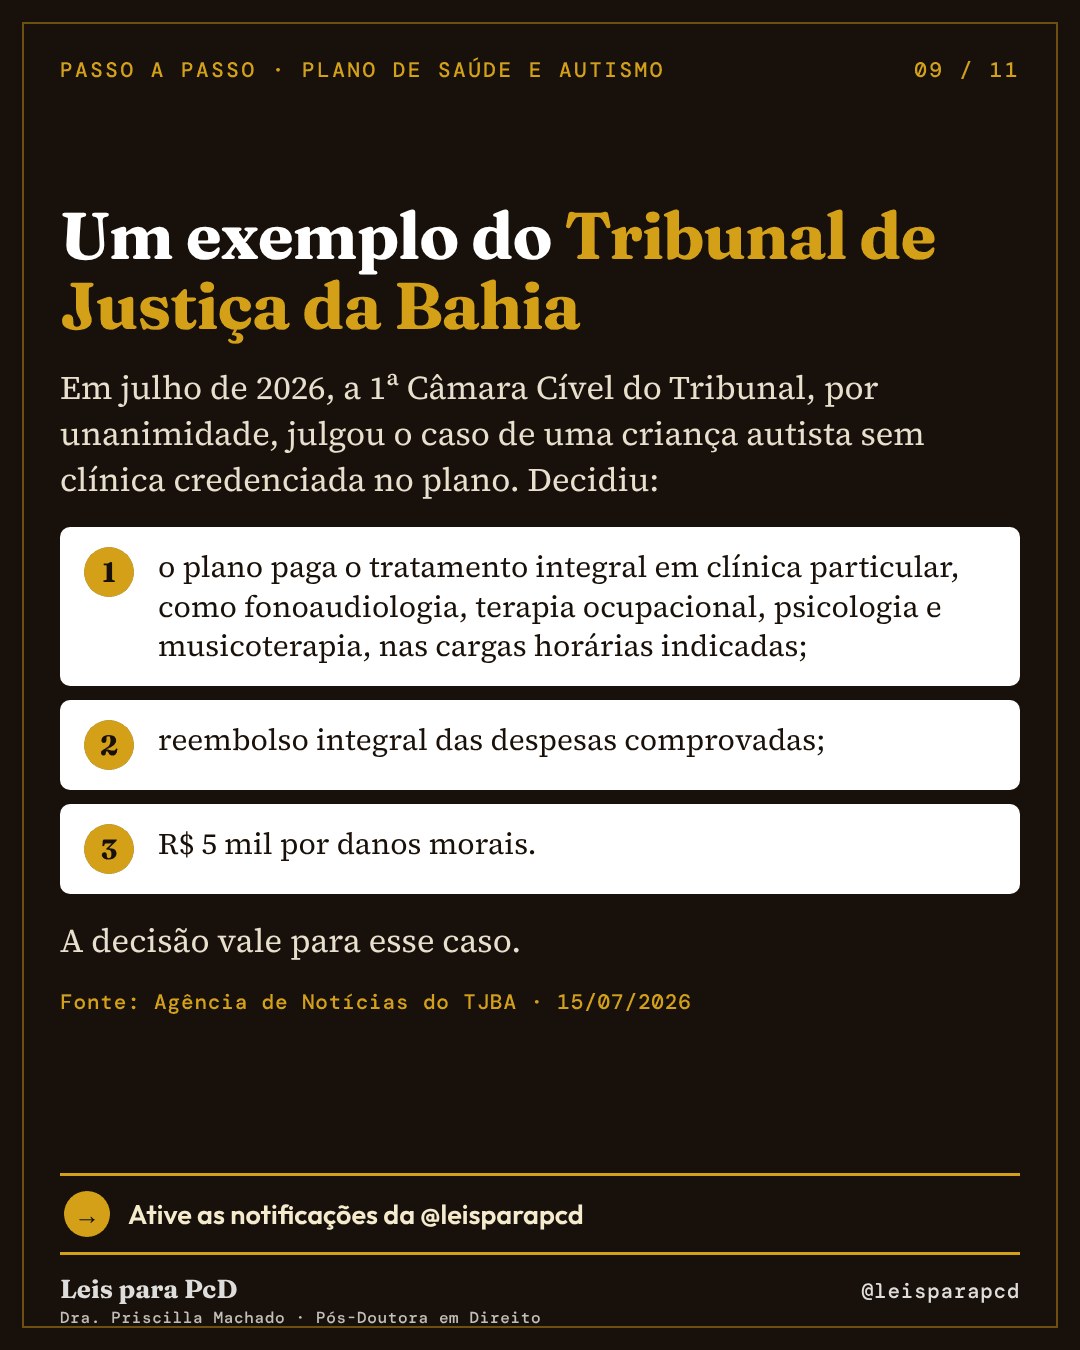 PASSO A PASSO · PLANO DE SAÚDE E AUTISMO
09 / 11
Um exemplo do Tribunal de
Justiça da Bahia
Em julho de 2026, a 1ª Câmara Cível do Tribunal, por
unanimidade, julgou o caso de uma criança autista sem
clínica credenciada no plano. Decidiu:
1 o plano paga o tratamento integral em clínica particular,
como fonoaudiologia, terapia ocupacional, psicologia e
musicoterapia, nas cargas horárias indicadas;
2 reembolso integral das despesas comprovadas;
3 R$ 5 mil por danos morais.
A decisão vale para esse caso.
Fonte: Agência de Notícias do TJBA · 15/07/2026
→ Ative as notificações da @leisparapcd
Leis para PcD
@leisparapcd
Dra. Priscilla Machado · Pós-Doutora em Direito